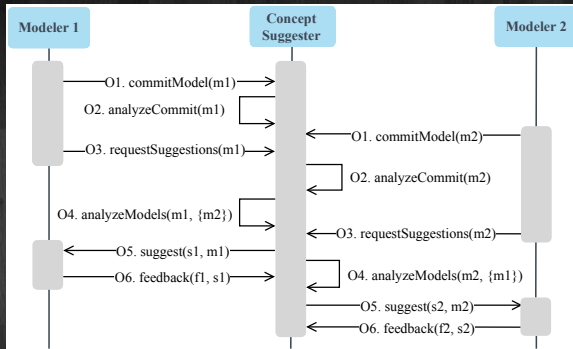 Modeler 1
Concept
Suggester
Modeler 2
O1. commitModel(m1)
O2. analyzeCommit(m1)
O1. commitModel(m2)
O3. requestSuggestions(m1)
O2. analyzeCommit(m2)
O4. analyzeModels(m1, {m2})
O3. requestSuggestions(m2)
O5. suggest(s1, m1)
O6. feedback(f1, s1)
O4. analyzeModels(m2, {m1})
O5. suggest(s2, m2)
O6. feedback(f2, s2)